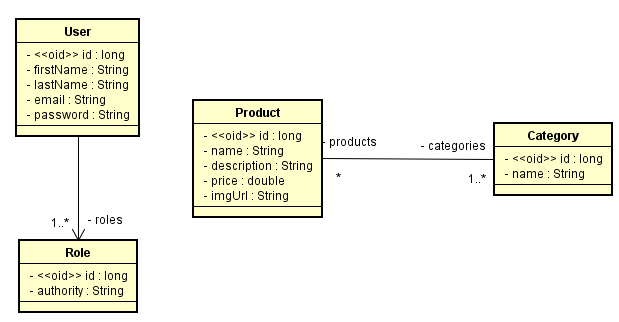 User
- <<oid>> id : long
- firstName : String
- lastName : String
- email : String
- password : String
1..*
- roles
Role
- <<oid>> id : long
- authority : String
Product
- <<oid>> id : long
- name : String
- description : String
- price : double
- imgUrl : String
- products
*
- categories
1..*
Category
- <<oid>> id : long
- name : String